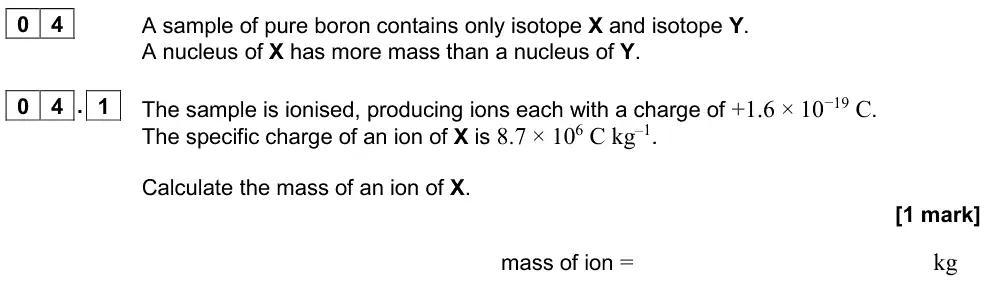 0 4 A sample of pure boron contains only isotope X and isotope Y.
A nucleus of X has more mass than a nucleus of Y.
0 4 . 1 The sample is ionised, producing ions each with a charge of +1.6 × 10⁻¹⁹ C.
The specific charge of an ion of X is 8.7 × 10⁶ C kg⁻¹.
Calculate the mass of an ion of X.
[1 mark]
mass of ion = kg